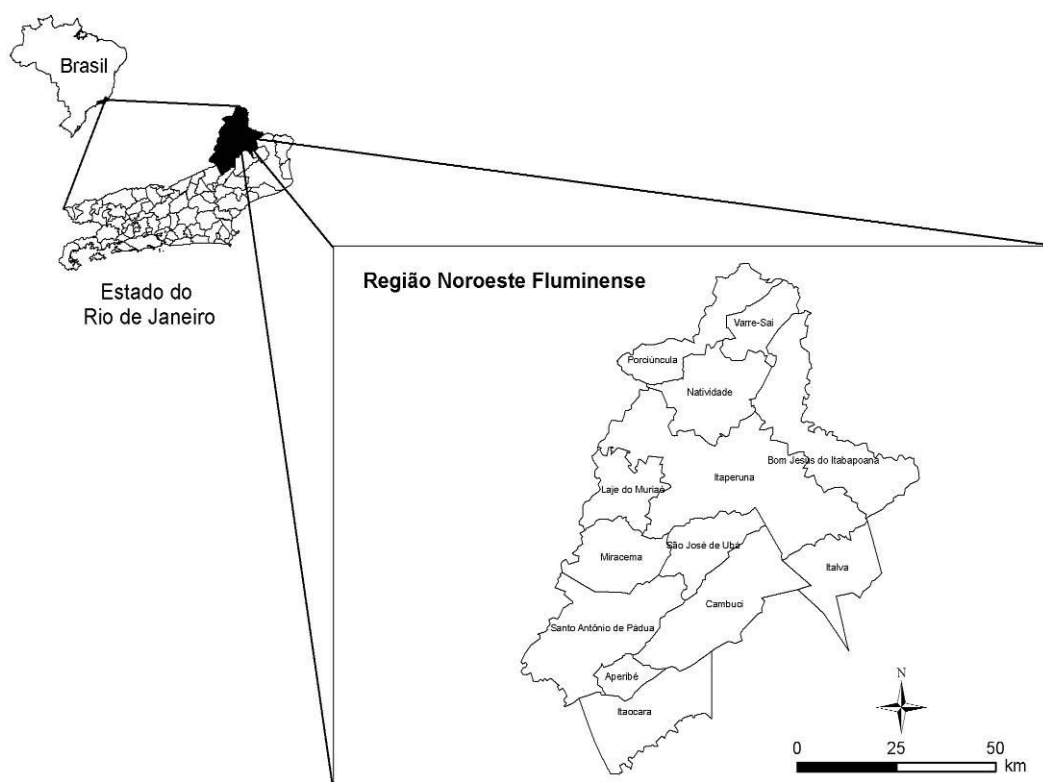 Brasil
Estado do
Rio de Janeiro
Região Noroeste Fluminense
Varre-Sai
Porciúncula
Natividade
Bom Jesus do Itabapoana
Itaperuna
Laje do Muriaé
São José de Ubá
Miracema
Italva
Cambuci
Santo Antônio de Pádua
Aperibé
Itaocara
N
0 25 50
km